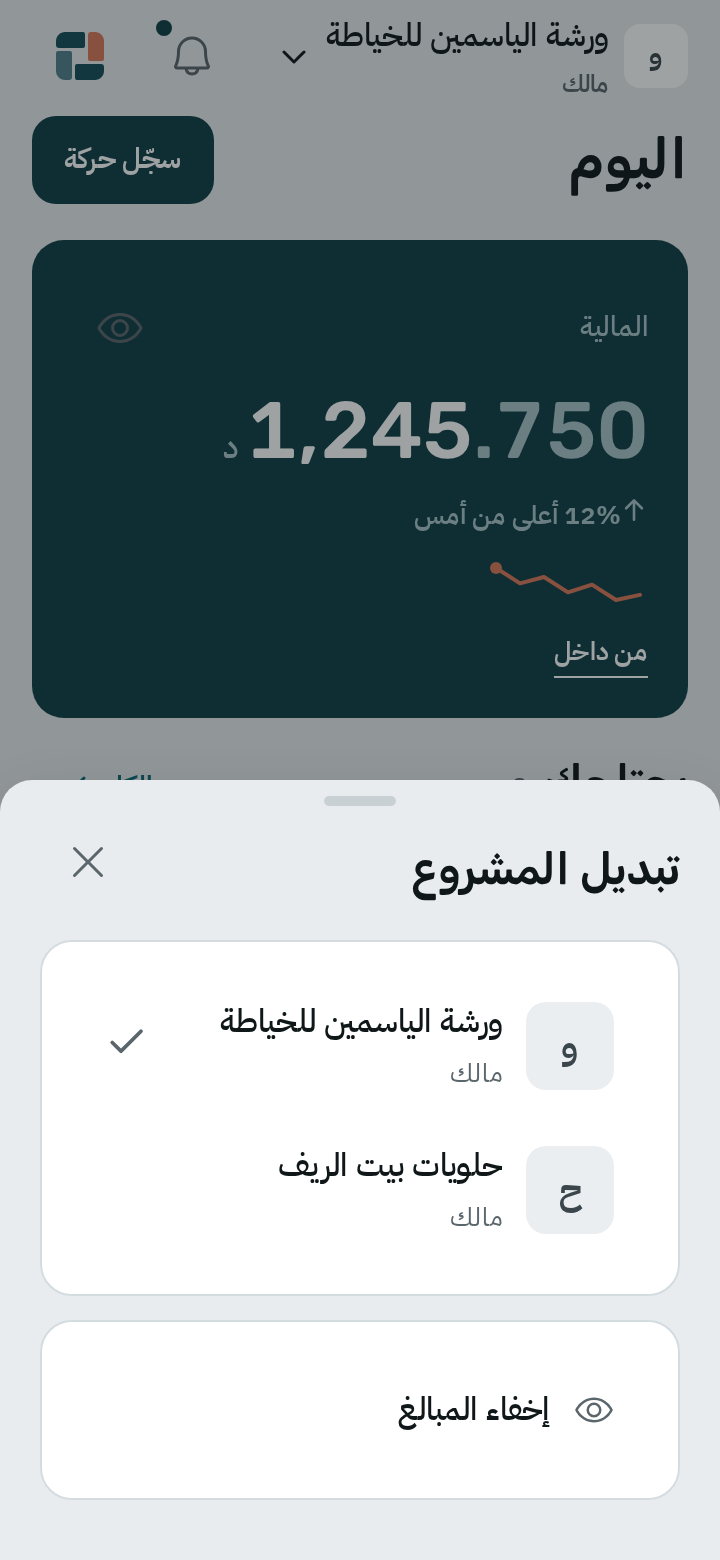 و
ورشة الياسمين للخياطة
مالك
اليوم
سجّل حركة
المالية
1,245.750 د
12% أعلى من أمس
من داخل
تبديل المشروع
و
ورشة الياسمين للخياطة
مالك
ح
حلويات بيت الريف
مالك
إخفاء المبالغ